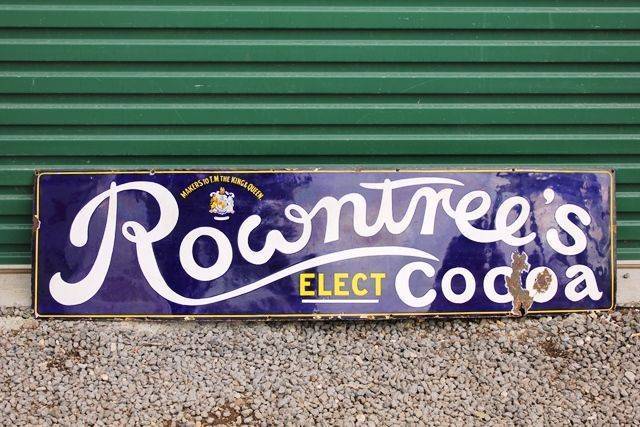 MAKERS TO T.M THE KING & QUEEN
Rowntree's
ELECT Cocoa